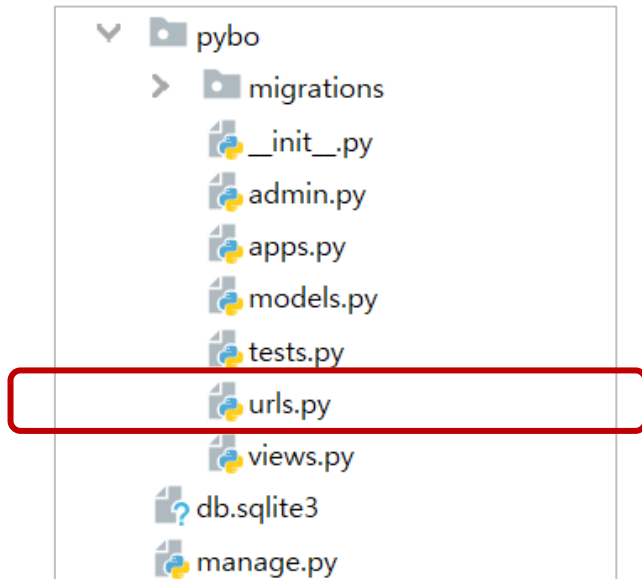 pybo
migrations
__init__.py
admin.py
apps.py
models.py
tests.py
urls.py
views.py
db.sqlite3
manage.py